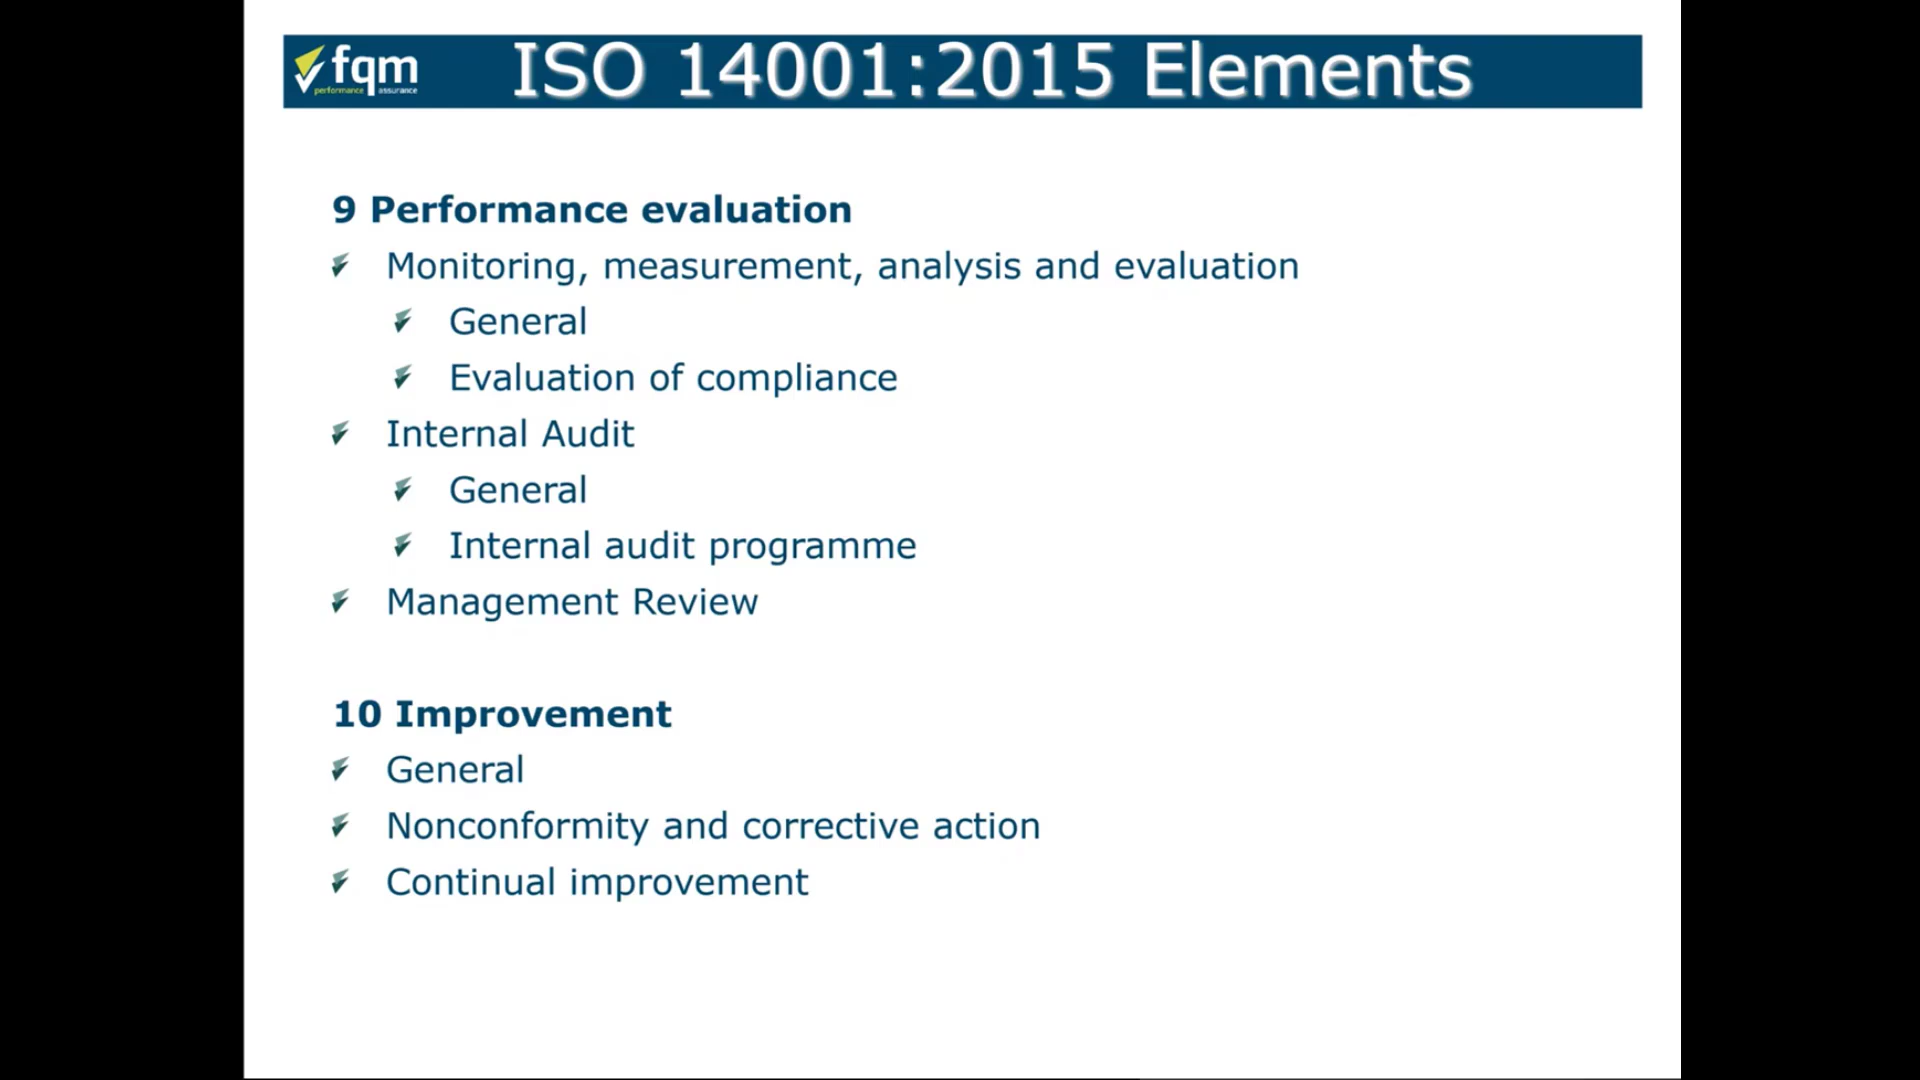 fqm
performance assurance
ISO 14001:2015 Elements
9 Performance evaluation
Monitoring, measurement, analysis and evaluation
General
Evaluation of compliance
Internal Audit
General
Internal audit programme
Management Review
10 Improvement
General
Nonconformity and corrective action
Continual improvement